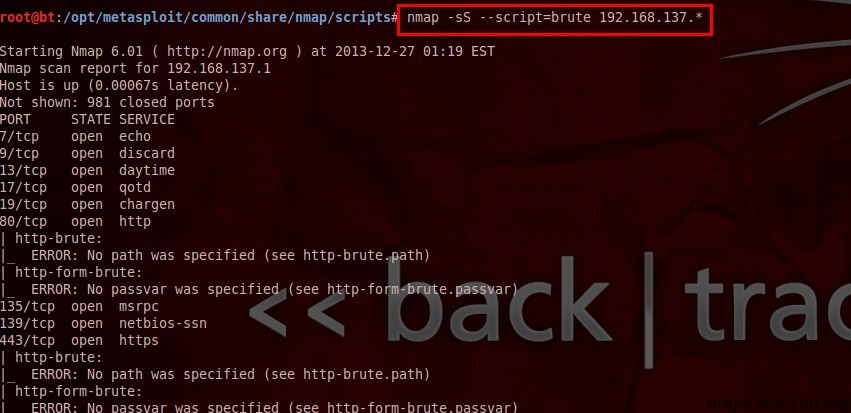 root@bt:/opt/metasploit/common/share/nmap/scripts# nmap -sS --script=brute 192.168.137.*
Starting Nmap 6.01 ( http://nmap.org ) at 2013-12-27 01:19 EST
Nmap scan report for 192.168.137.1
Host is up (0.00067s latency).
Not shown: 981 closed ports
PORT    STATE SERVICE
7/tcp   open  echo
9/tcp   open  discard
13/tcp  open  daytime
17/tcp  open  qotd
19/tcp  open  chargen
80/tcp  open  http
| http-brute:
|_  ERROR: No path was specified (see http-brute.path)
| http-form-brute:
|_  ERROR: No passvar was specified (see http-form-brute.passvar)
135/tcp open  msrpc
139/tcp open  netbios-ssn
443/tcp open  https
| http-brute:
|_  ERROR: No path was specified (see http-brute.path)
| http-form-brute:
|_  ERROR: No passvar was specified (see http-form-brute.passvar)
<< back | trac
drops.wooyun.org